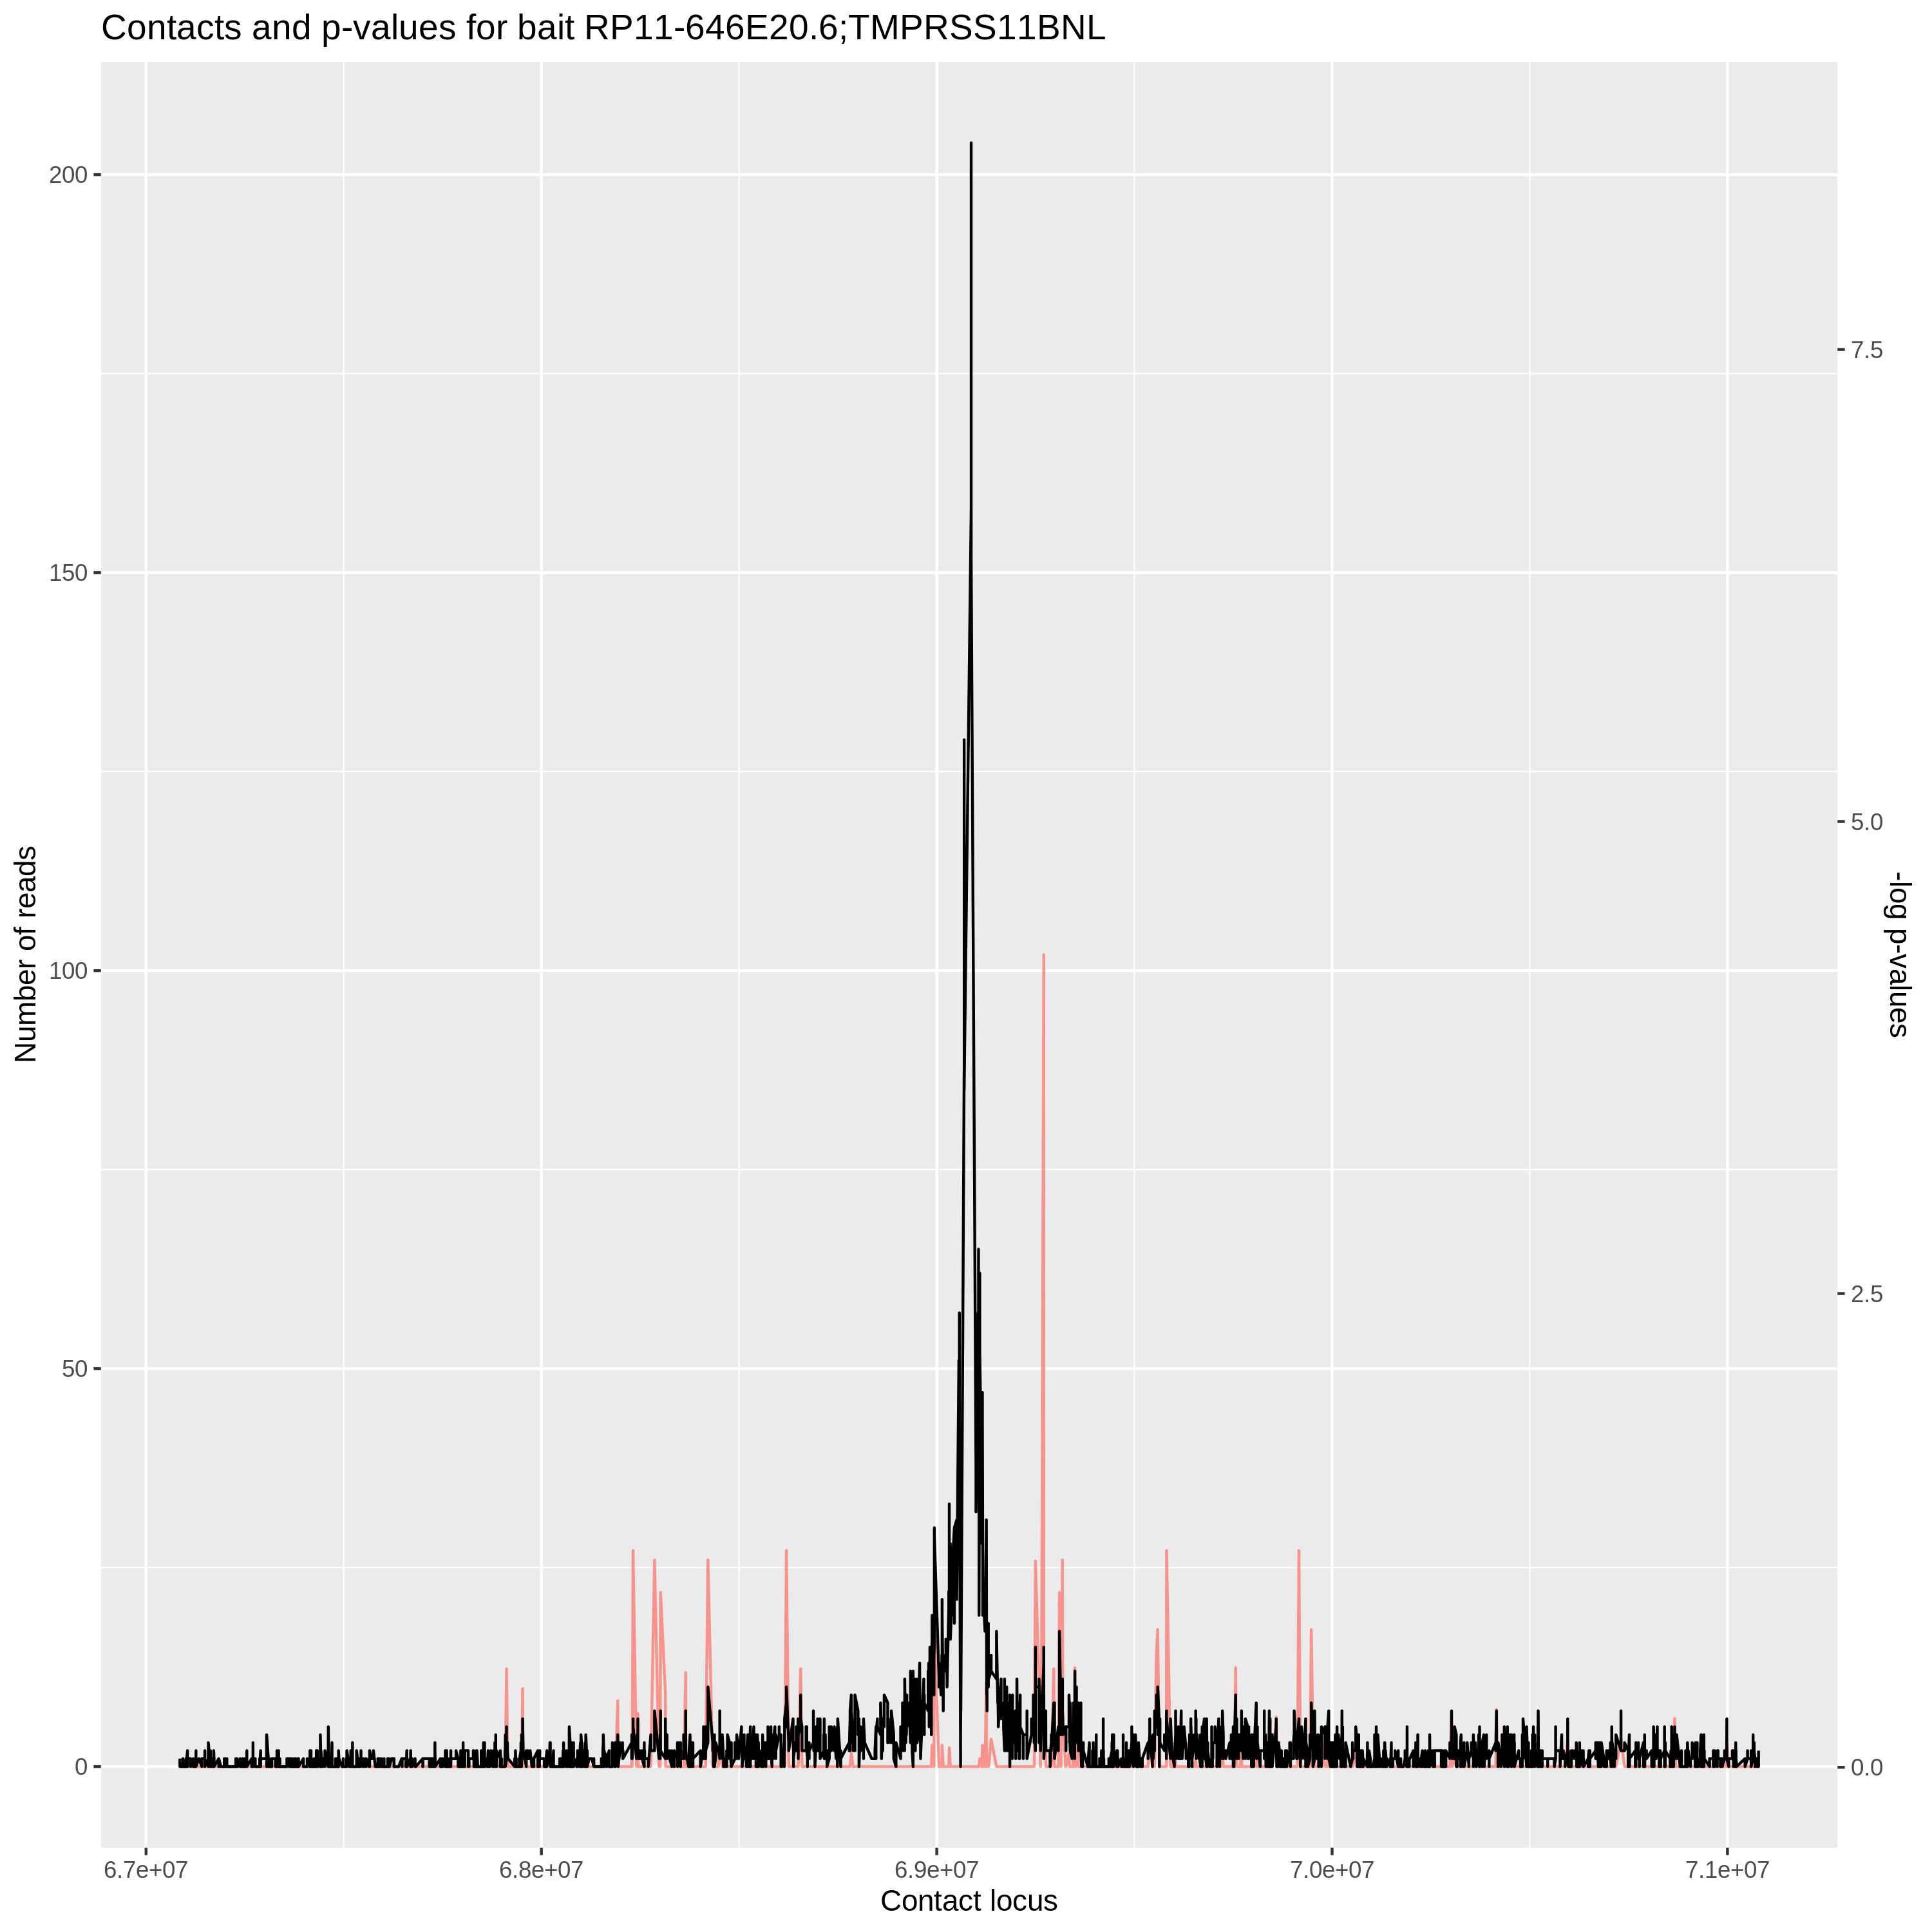 Contacts and p-values for bait RP11-646E20.6;TMPRSS11BNL
200
150
100
50
0
Number of reads
7.5
5.0
2.5
0.0
-log p-values
6.7e+07
6.8e+07
6.9e+07
7.0e+07
7.1e+07
Contact locus